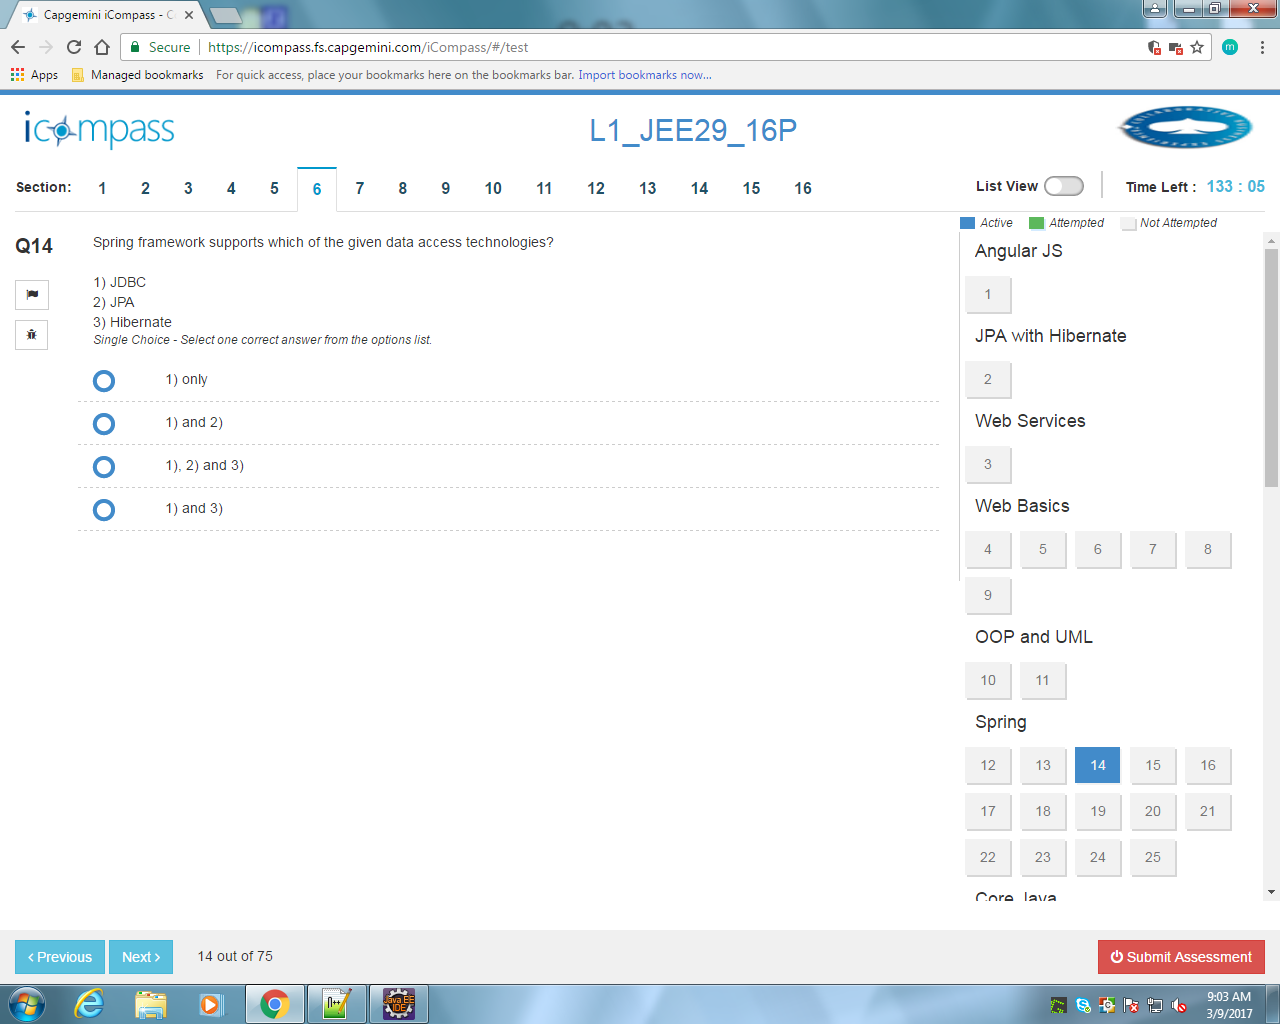 Capgemini iCompass - C
Secure https://icompass.fs.capgemini.com/iCompass/#/test
m
Apps Managed bookmarks For quick access, place your bookmarks here on the bookmarks bar. Import bookmarks now...
icompass
L1_JEE29_16P
Section: 1 2 3 4 5 6 7 8 9 10 11 12 13 14 15 16
List View Time Left : 133 : 05
Active Attempted Not Attempted
Q14
Spring framework supports which of the given data access technologies?
1) JDBC
2) JPA
3) Hibernate
Single Choice - Select one correct answer from the options list.
1) only
1) and 2)
1), 2) and 3)
1) and 3)
Angular JS
1
JPA with Hibernate
2
Web Services
3
Web Basics
4 5 6 7 8
9
OOP and UML
10 11
Spring
12 13 14 15 16
17 18 19 20 21
22 23 24 25
Core Java
Previous Next 14 out of 75
Submit Assessment
N++
Java EE
IDE
9:03 AM
3/9/2017